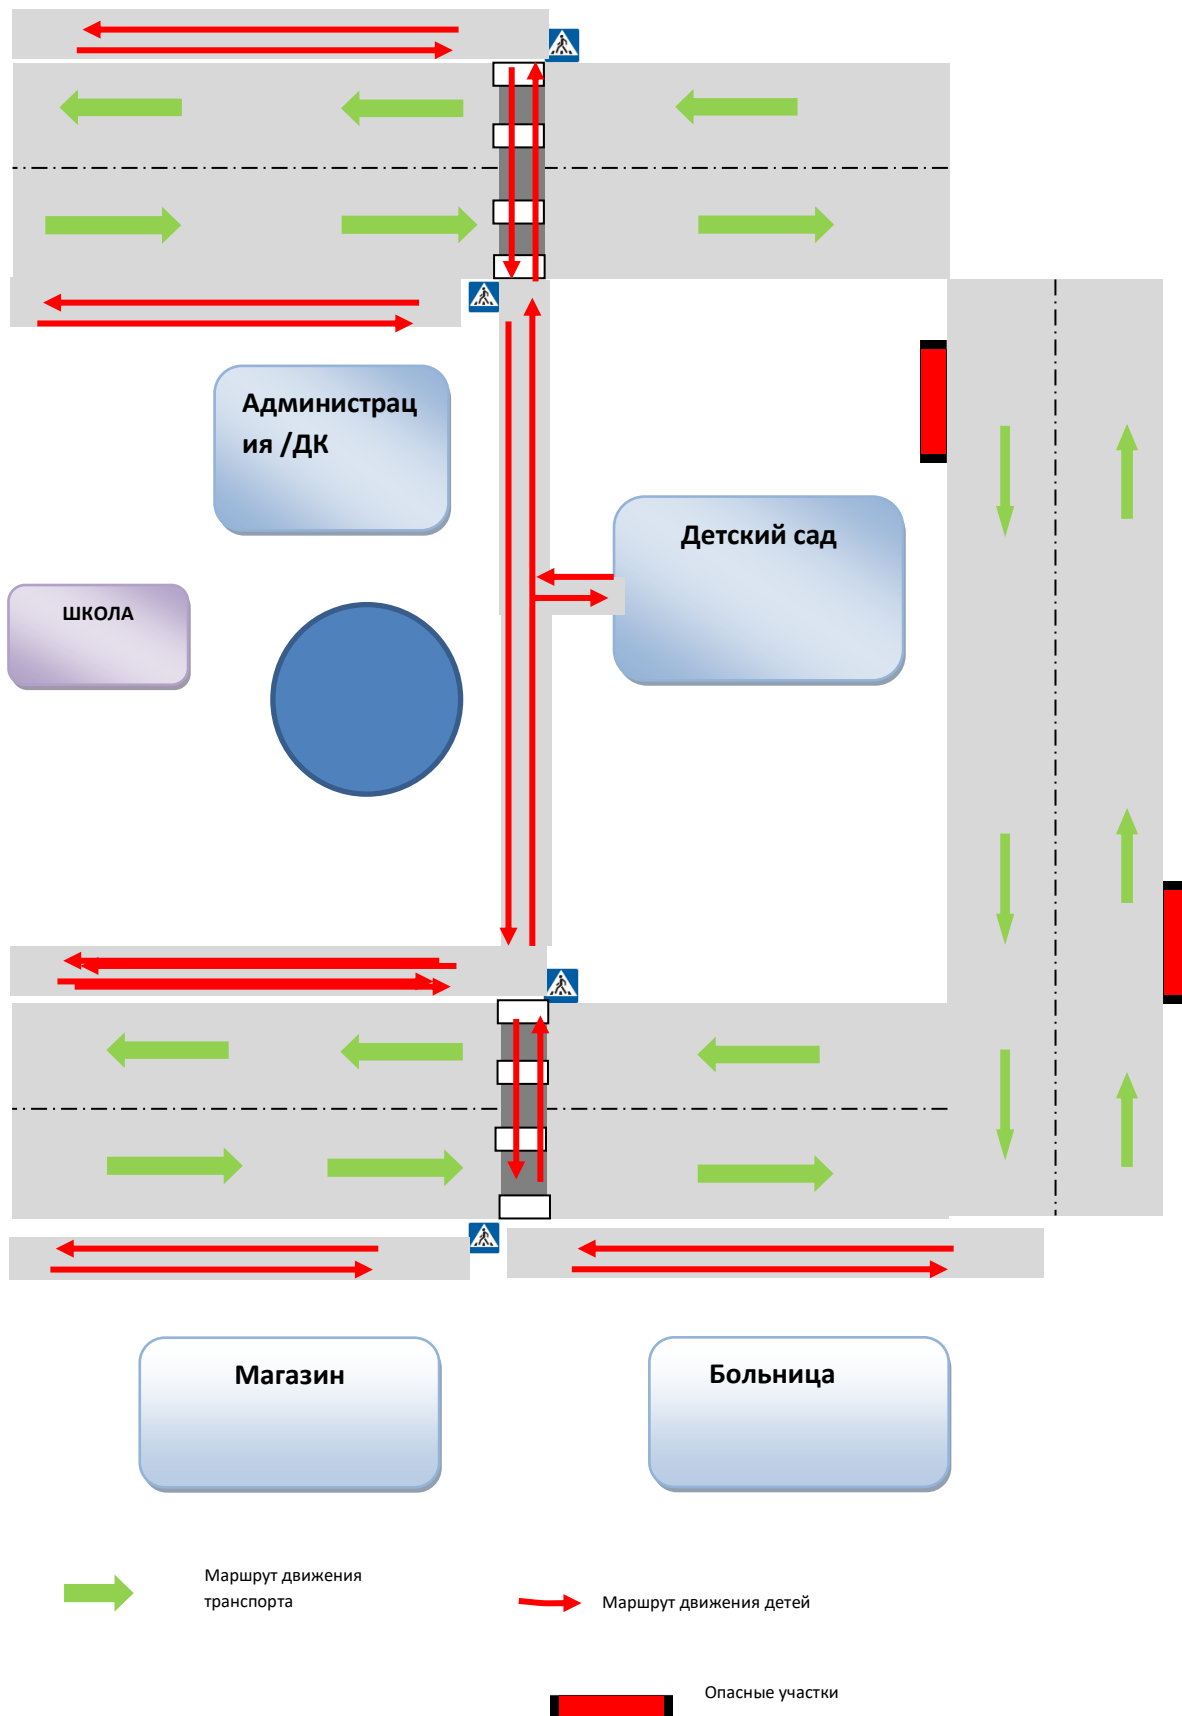 Администрац
ия /ДК
Детский сад
ШКОЛА
Магазин
Больница
Маршрут движения
транспорта
Маршрут движения детей
Опасные участки